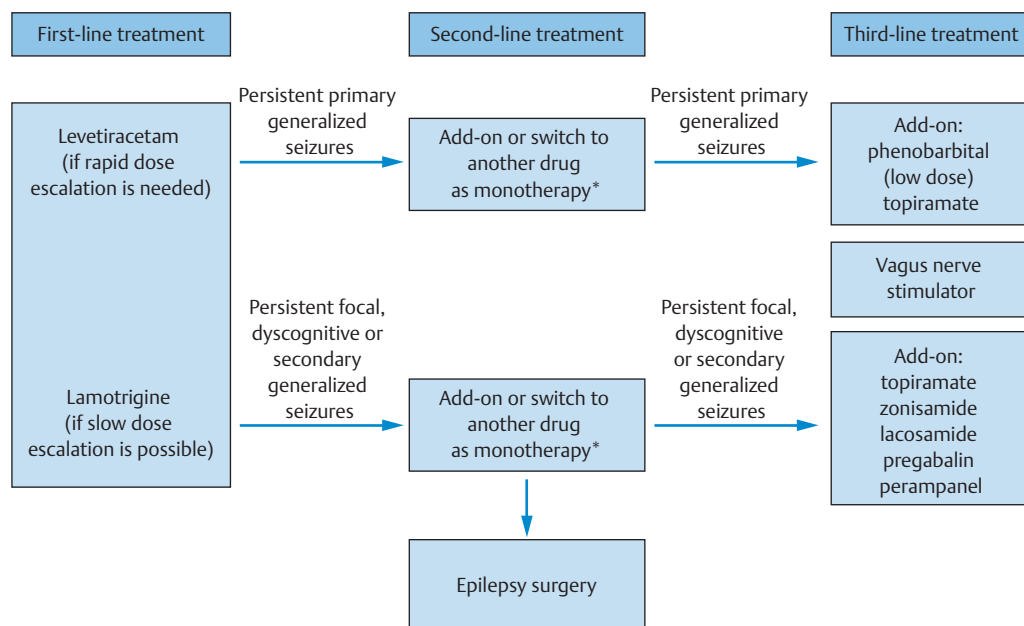 First-line treatment
Second-line treatment
Third-line treatment
Levetiracetam
(if rapid dose
escalation is needed)
Persistent primary
generalized
seizures
Add-on or switch to
another drug
as monotherapy*
Persistent primary
generalized
seizures
Add-on:
phenobarbital
(low dose)
topiramate
Vagus nerve
stimulator
Lamotrigine
(if slow dose
escalation is possible)
Persistent focal,
dyscognitive or
secondary
generalized
seizures
Add-on or switch to
another drug
as monotherapy*
Persistent focal,
dyscognitive
or secondary
generalized
seizures
Add-on:
topiramate
zonisamide
lacosamide
pregabalin
perampanel
Epilepsy surgery